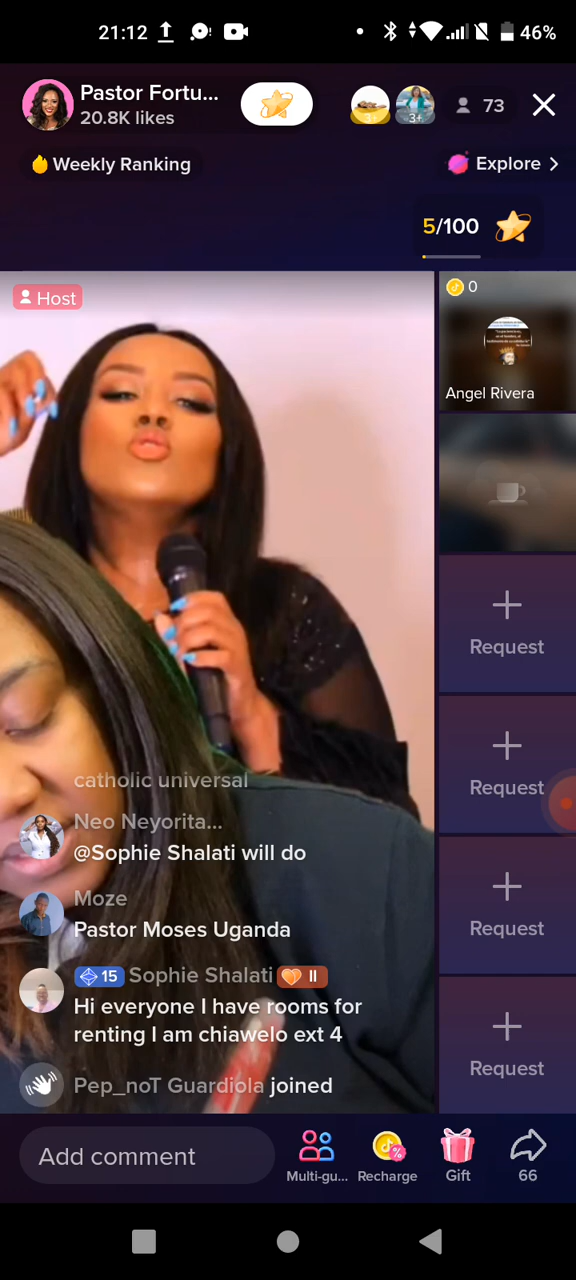 21:12
46%
Pastor Fortu...
20.8K likes
3+
3+
73
Weekly Ranking
Explore
5/100
Host
0
Angel Rivera
Request
Request
Request
Request
catholic universal
Neo Neyorita...
@Sophie Shalati will do
Moze
Pastor Moses Uganda
15 Sophie Shalati II
Hi everyone I have rooms for
renting I am chiawelo ext 4
Pep_noT Guardiola joined
Add comment
Multi-gu...
Recharge
Gift
66